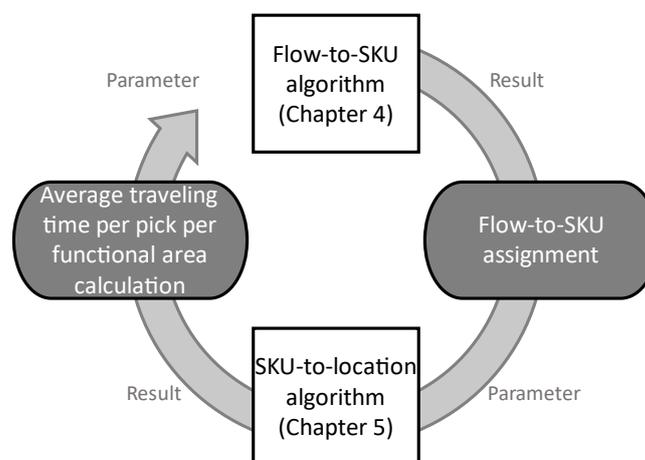 Flow-to-SKU
algorithm
(Chapter 4)
Parameter
Result
Average traveling
time per pick per
functional area
calculation
Flow-to-SKU
assignment
SKU-to-location
algorithm
(Chapter 5)
Result
Parameter